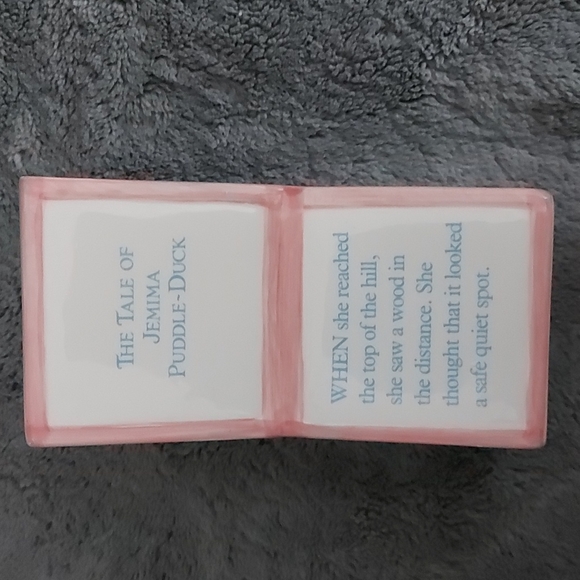 THE TALE OF
JEMIMA
PUDDLE-DUCK
WHEN she reached
the top of the hill,
she saw a wood in
the distance. She
thought that it looked
a safe quiet spot.